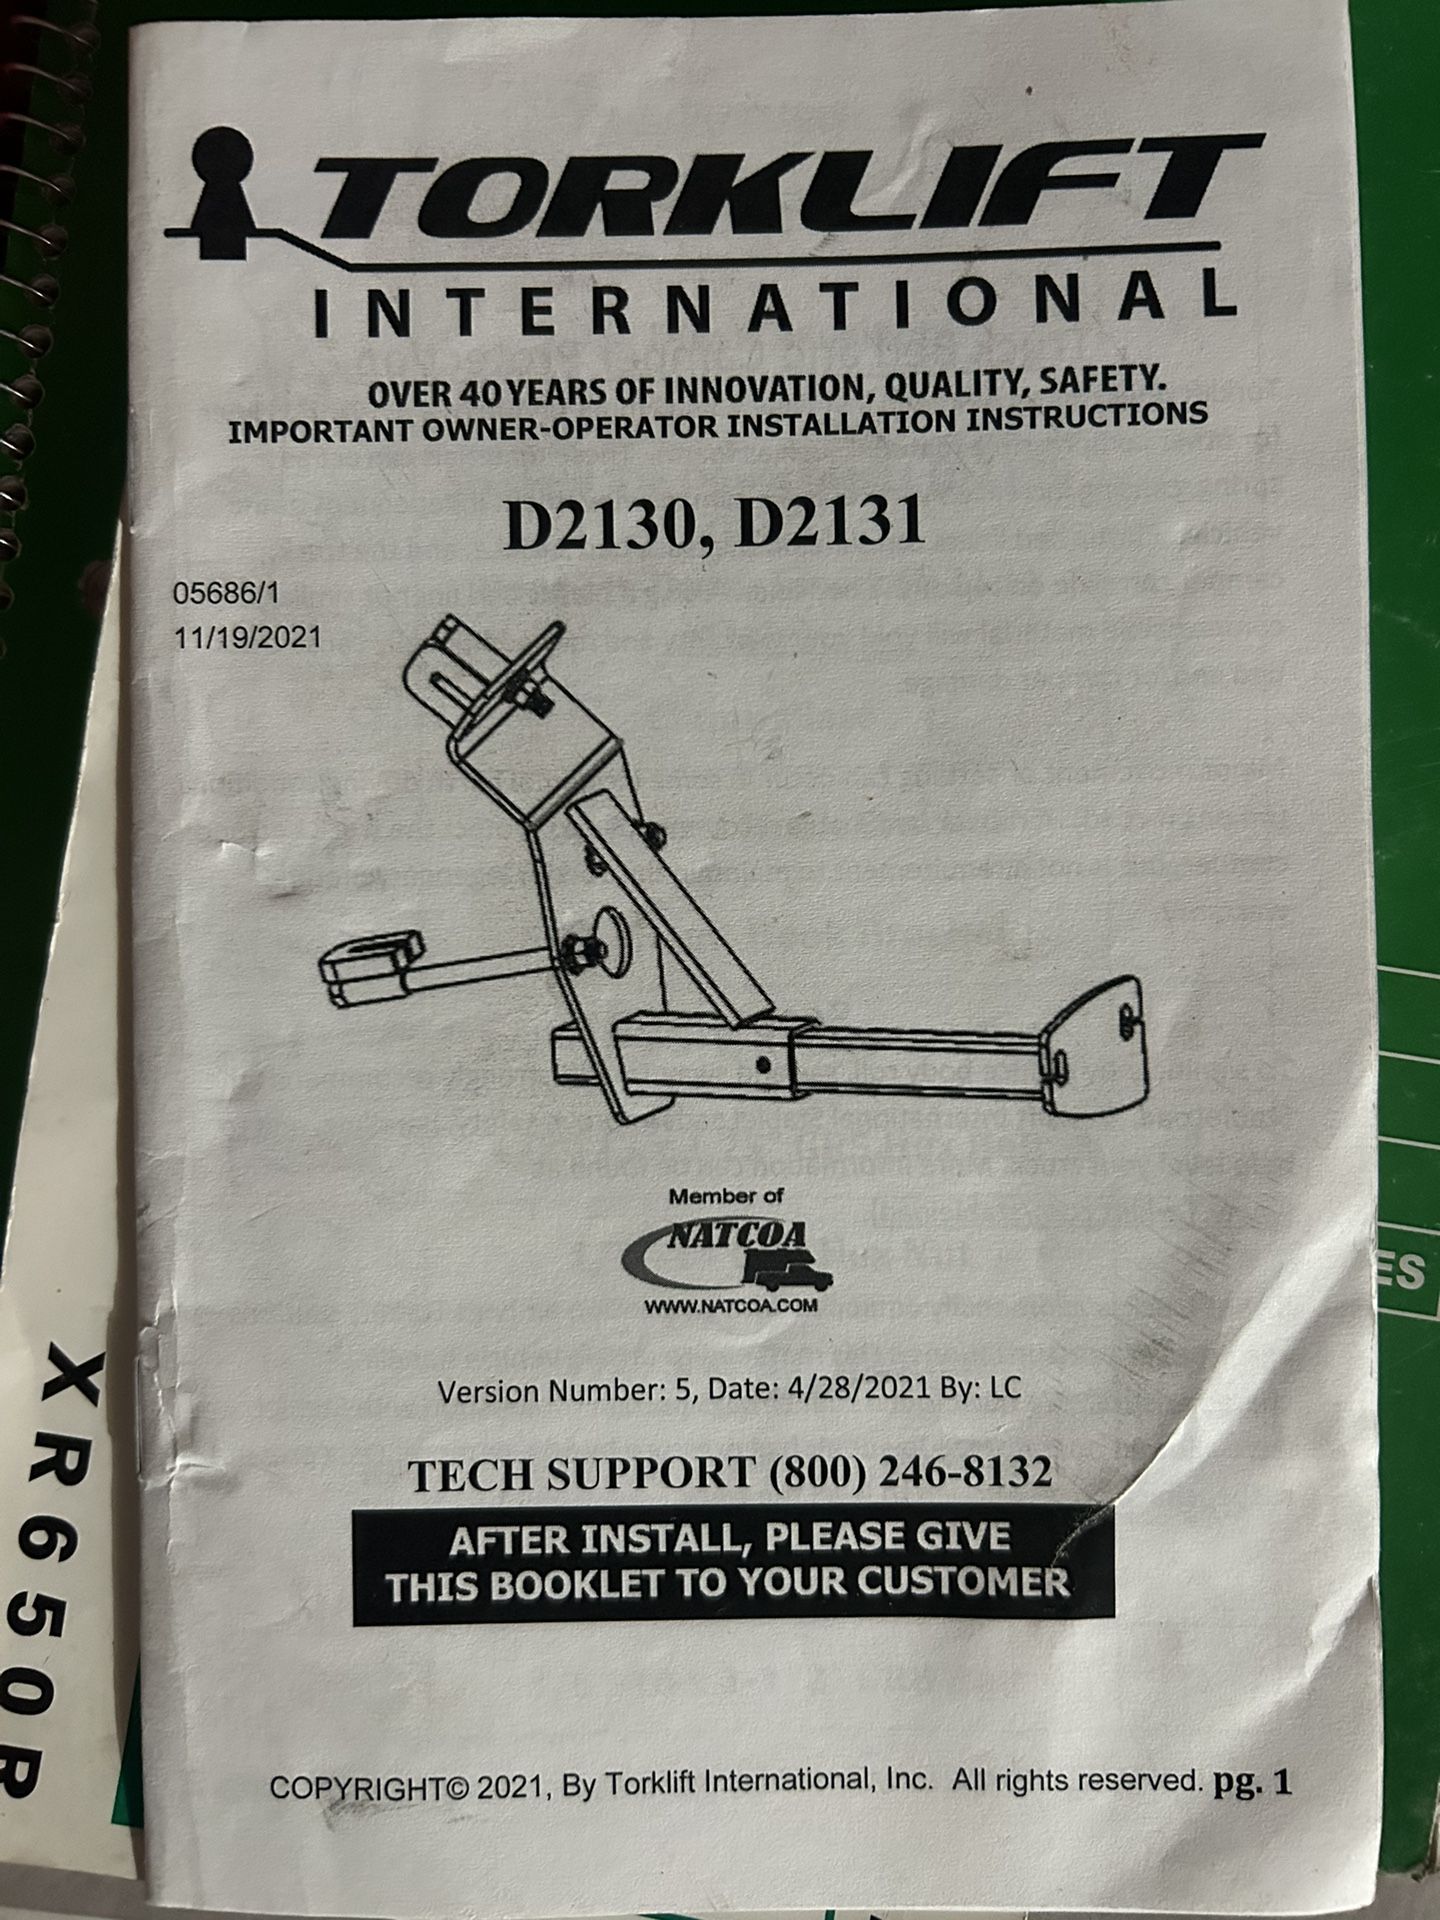 TORKLIFT
INTERNATIONAL
OVER 40 YEARS OF INNOVATION, QUALITY, SAFETY.
IMPORTANT OWNER-OPERATOR INSTALLATION INSTRUCTIONS
D2130, D2131
05686/1
11/19/2021
Member of
NATCOA
WWW.NATCOA.COM
Version Number: 5, Date: 4/28/2021 By: LC
TECH SUPPORT (800) 246-8132
AFTER INSTALL, PLEASE GIVE
THIS BOOKLET TO YOUR CUSTOMER
COPYRIGHT© 2021, By Torklift International, Inc. All rights reserved. pg. 1
XR650R
ES